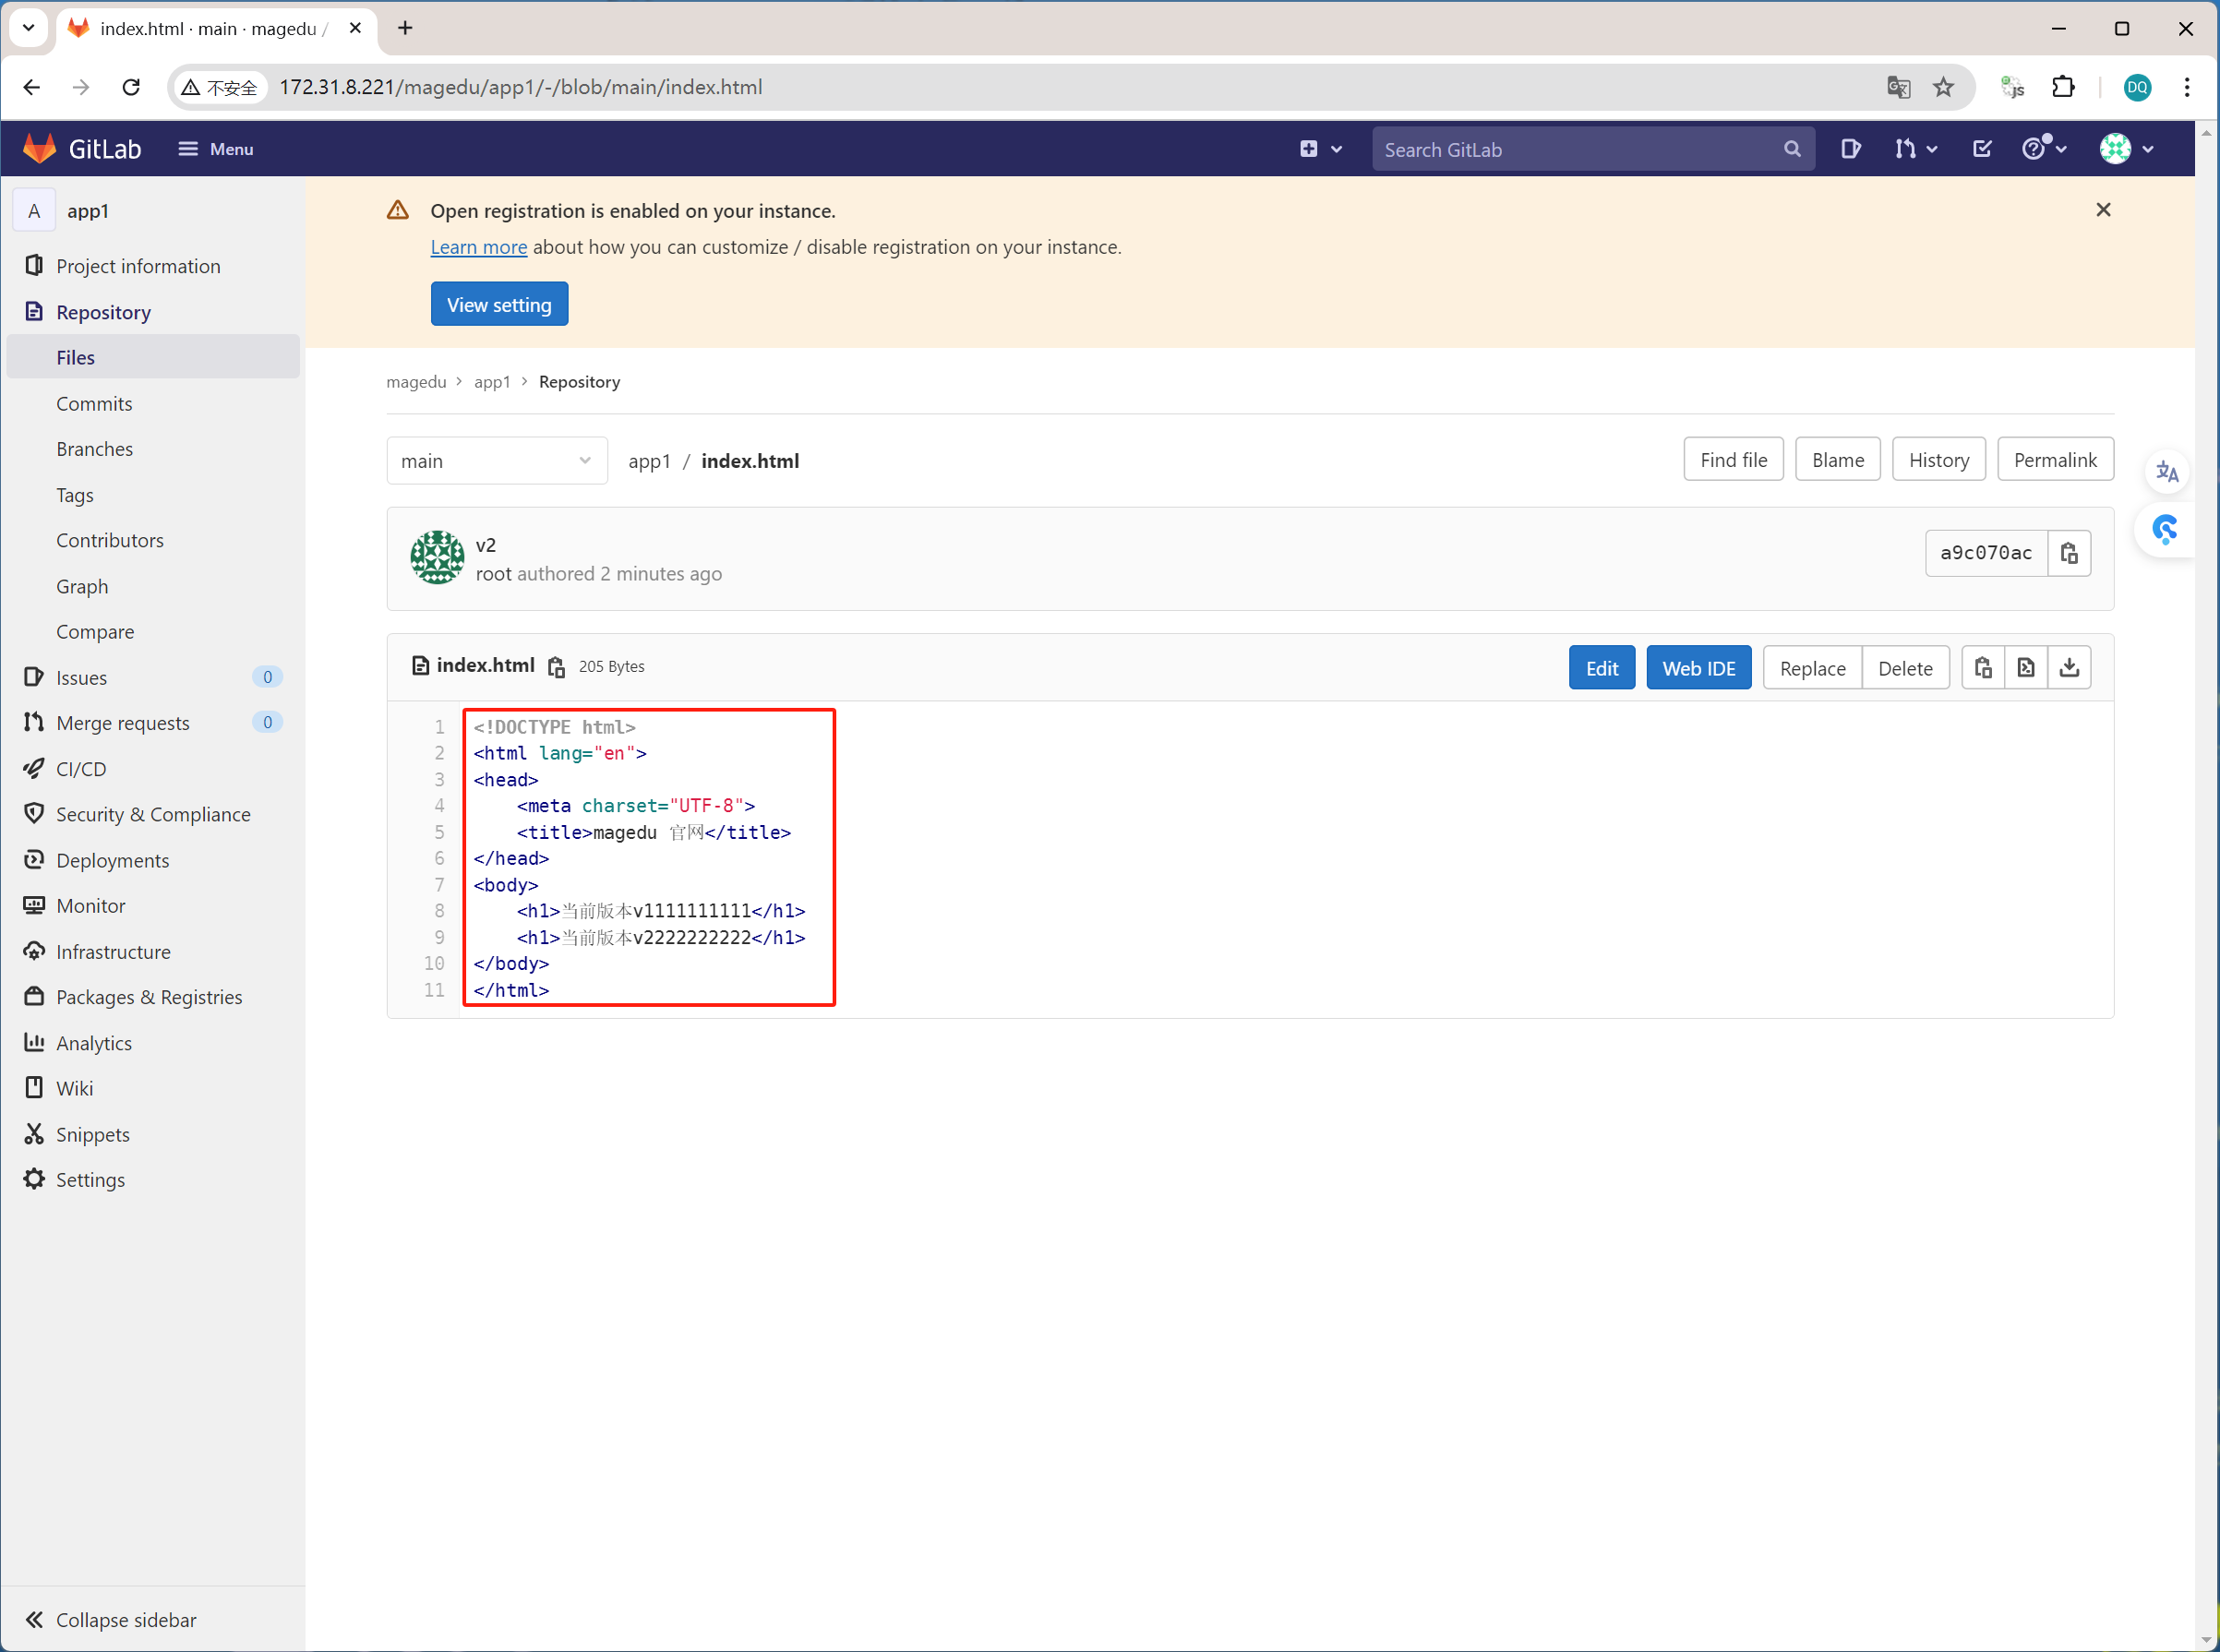 index.html · main · magedu /
不安全
172.31.8.221/magedu/app1/-/blob/main/index.html
JS
DQ
GitLab
Menu
Search GitLab
A
app1
Project information
Repository
Files
Commits
Branches
Tags
Contributors
Graph
Compare
Issues 0
Merge requests 0
CI/CD
Security & Compliance
Deployments
Monitor
Infrastructure
Packages & Registries
Analytics
Wiki
Snippets
Settings
Collapse sidebar
Open registration is enabled on your instance.
Learn more about how you can customize / disable registration on your instance.
View setting
magedu > app1 > Repository
main
app1 / index.html
Find file
Blame
History
Permalink
v2
root authored 2 minutes ago
a9c070ac
index.html 205 Bytes
Edit
Web IDE
Replace
Delete
1 <!DOCTYPE html>
2 <html lang="en">
3 <head>
4     <meta charset="UTF-8">
5     <title>magedu 官网</title>
6 </head>
7 <body>
8     <h1>当前版本v1111111111</h1>
9     <h1>当前版本v2222222222</h1>
10 </body>
11 </html>